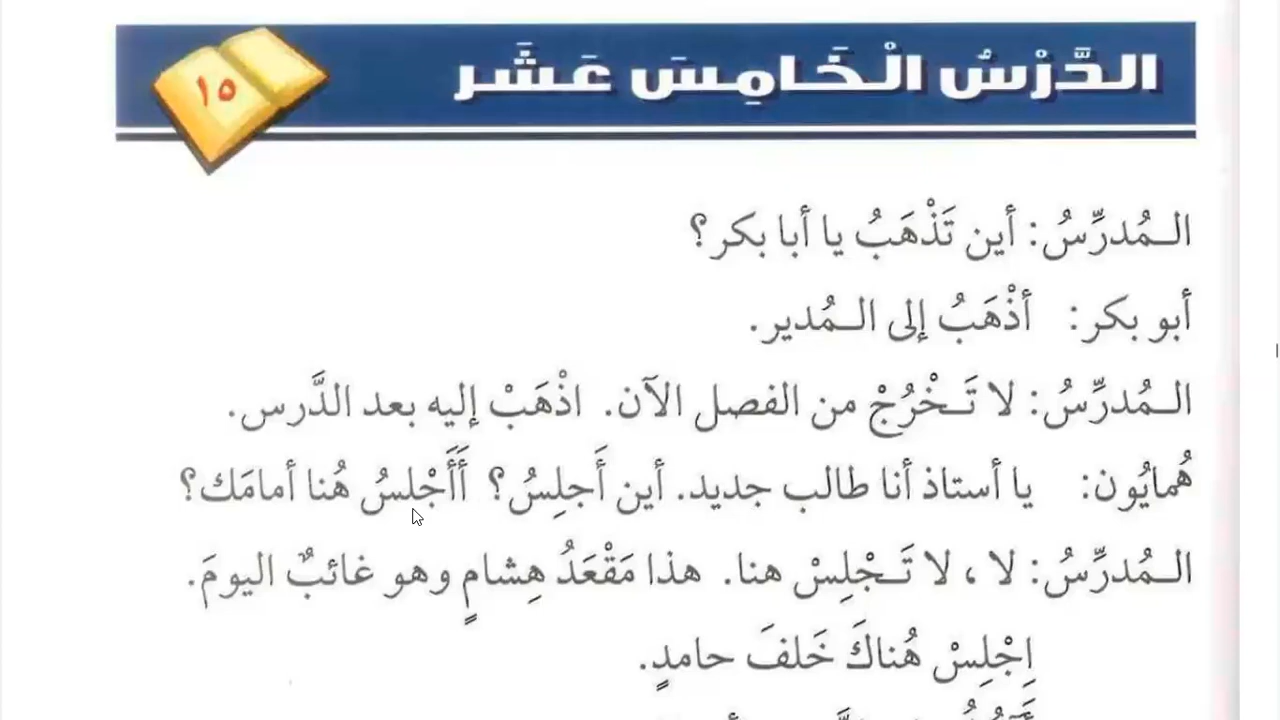 الدَّرْسُ الْخَامِسَ عَشَر
١٥
الـمُدرِّسُ: أين تَذْهَبُ يا أبا بكر؟
أبو بكر: أذْهَبُ إلى الـمُدير.
الـمُدرِّسُ: لا تَـخْرُجْ من الفصل الآن. اذْهَبْ إليه بعد الدَّرس.
هُمايُون: يا أستاذ أنا طالب جديد. أين أَجلِسُ؟ أَأَجْلِسُ هُنا أمامَك؟
الـمُدرِّسُ: لا ، لا تَـجْلِسْ هنا. هذا مَقْعَدُ هِشامٍ وهو غائبٌ اليومَ.
اِجْلِسْ هُناكَ خَلفَ حامدٍ.